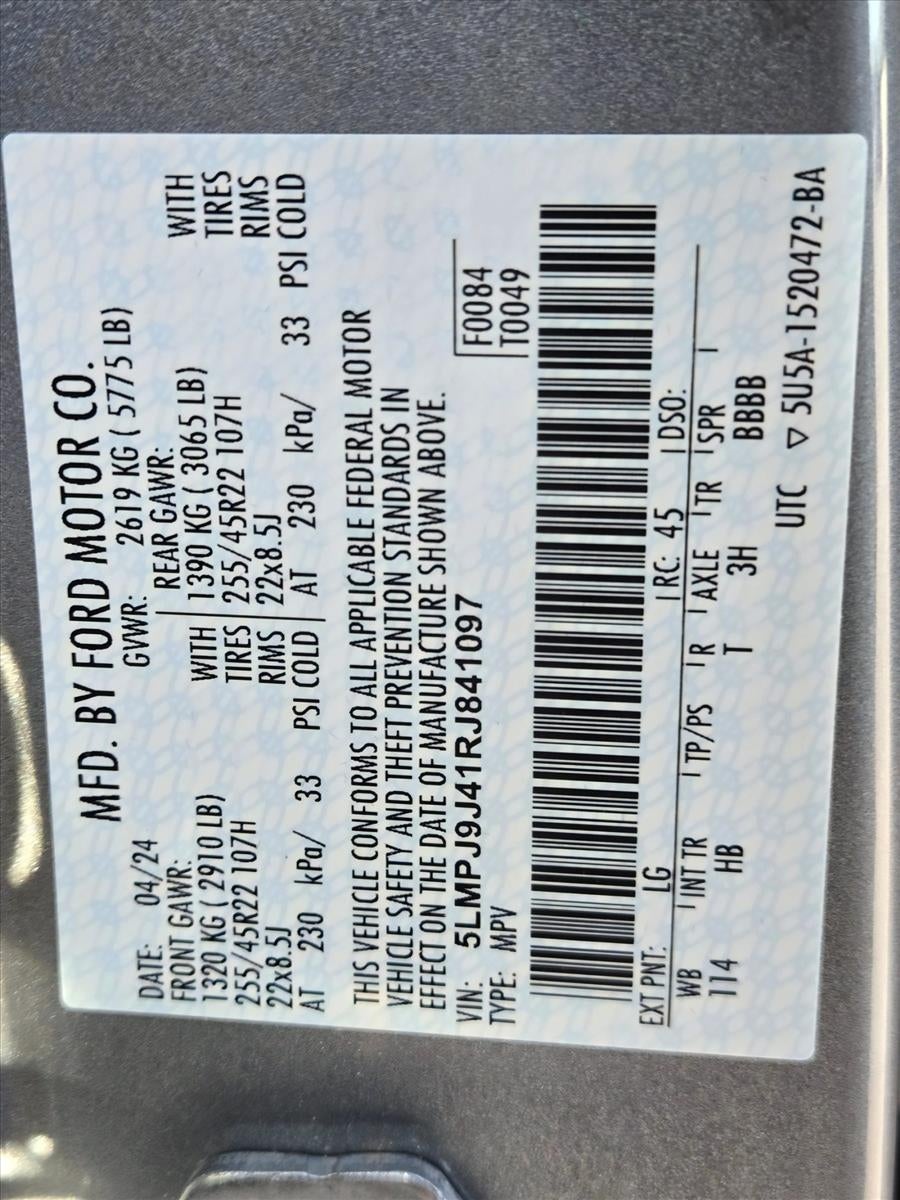 MFD. BY FORD MOTOR CO.
DATE: 04/24 GVWR: 2619 KG ( 5775 LB)
FRONT GAWR: REAR GAWR:
1320 KG ( 2910 LB) WITH 1390 KG ( 3065 LB) WITH
255/45R22 107H TIRES 255/45R22 107H TIRES
22x8.5J RIMS 22x8.5J RIMS
AT 230 kPa/ 33 PSI COLD AT 230 kPa/ 33 PSI COLD
THIS VEHICLE CONFORMS TO ALL APPLICABLE FEDERAL MOTOR
VEHICLE SAFETY AND THEFT PREVENTION STANDARDS IN
EFFECT ON THE DATE OF MANUFACTURE SHOWN ABOVE.
VIN: 5LMPJ9J41RJ841097 F0084
TYPE: MPV T0049
EXT PNT: LG RC: 45 DSO:
WB INT TR TP/PS R AXLE TR SPR
114 HB T 3H BBBB
UTC ▽ 5U5A-1520472-BA